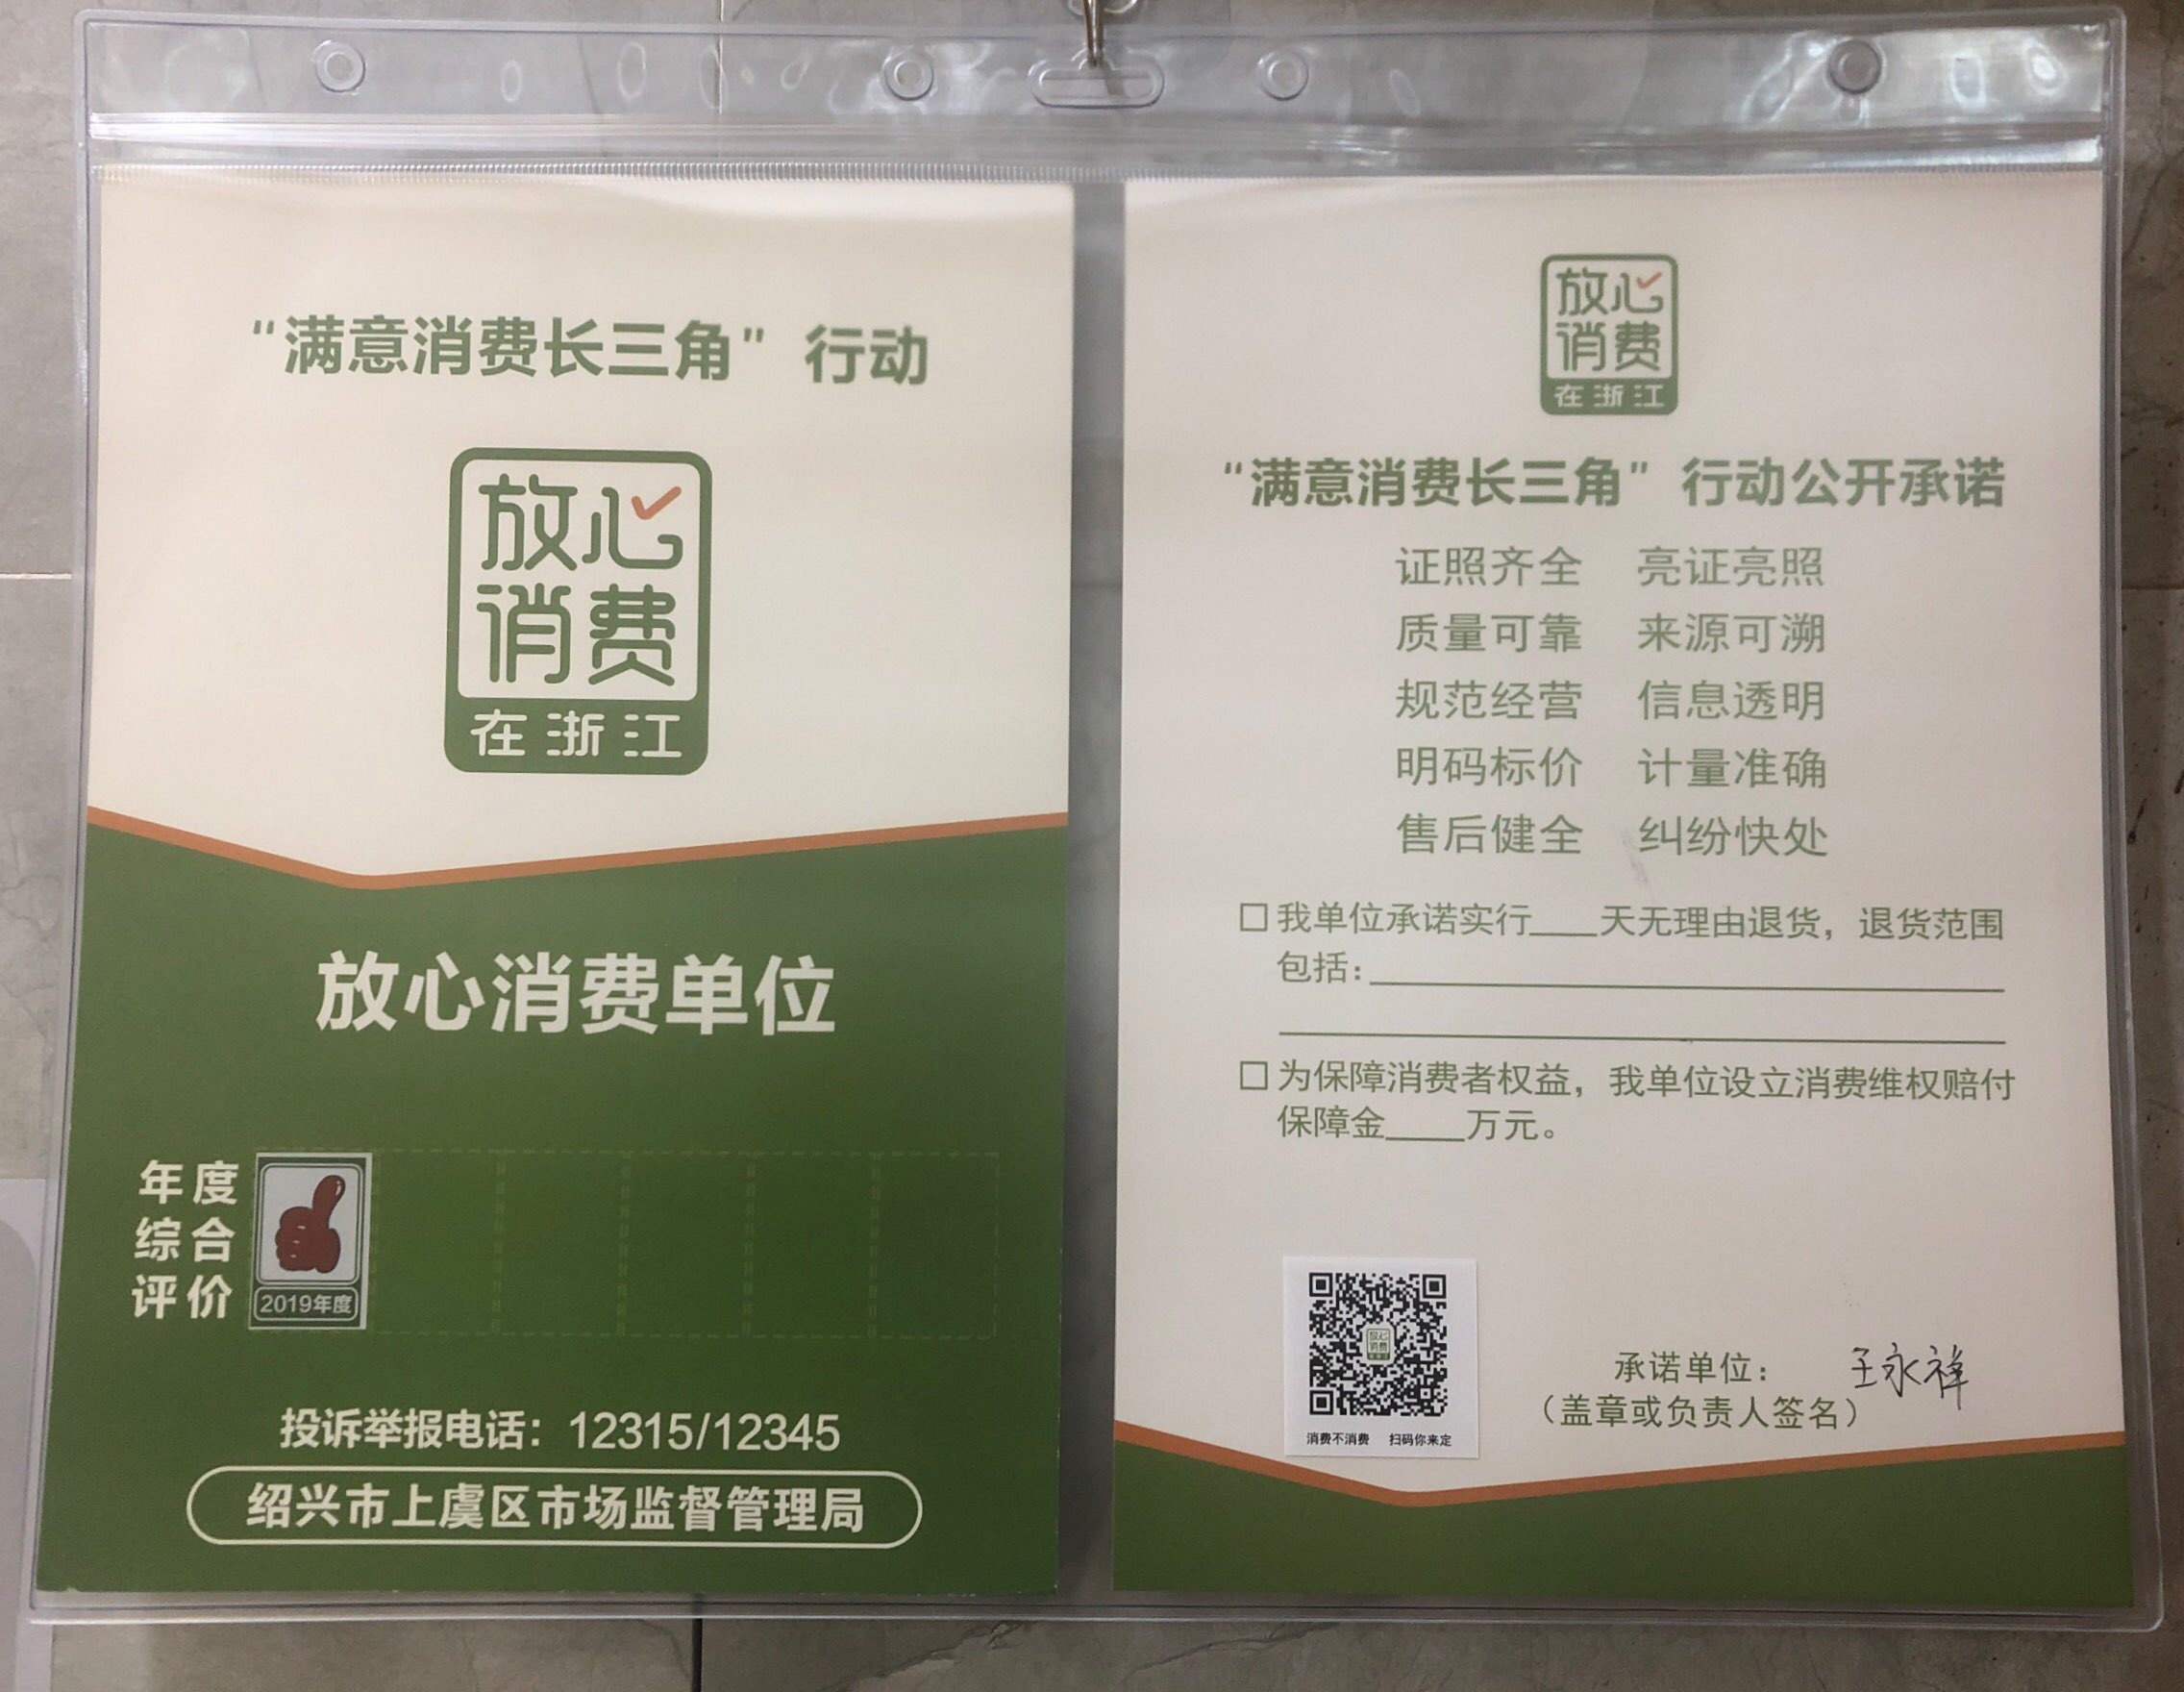 “满意消费长三角”行动
放心
消费
在浙江
放心消费单位
年度
综合
评价
2019年度
投诉举报电话：12315/12345
绍兴市上虞区市场监督管理局
放心
消费
在浙江
“满意消费长三角”行动公开承诺
证照齐全 亮证亮照
质量可靠 来源可溯
规范经营 信息透明
明码标价 计量准确
售后健全 纠纷快处
□我单位承诺实行____天无理由退货，退货范围
包括：
□为保障消费者权益，我单位设立消费维权赔付
保障金____万元。
放心
消费
消费不消费 扫码你来定
承诺单位： 王永祥
（盖章或负责人签名）